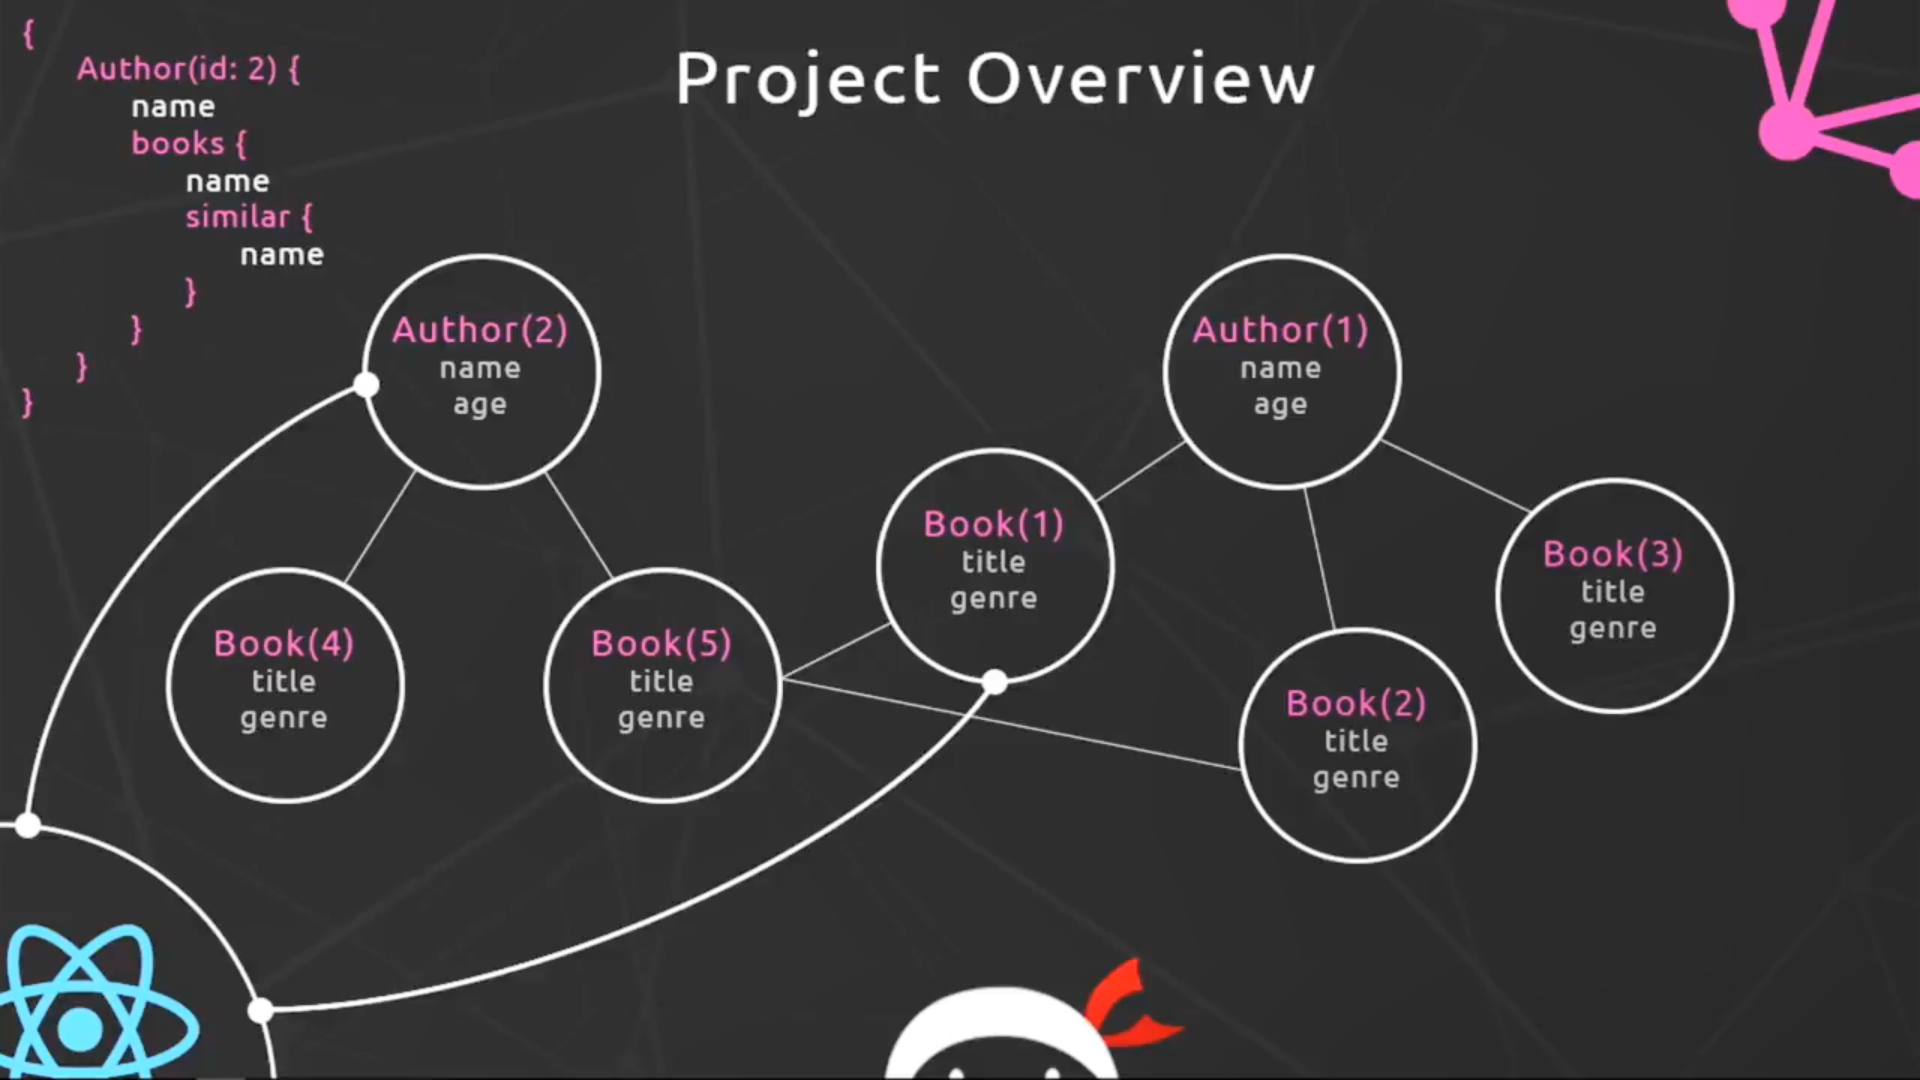 {
Author(id: 2) {
name
books {
name
similar {
name
}
}
}
}
Project Overview
Author(2)
name
age
Author(1)
name
age
Book(1)
title
genre
Book(3)
title
genre
Book(4)
title
genre
Book(5)
title
genre
Book(2)
title
genre